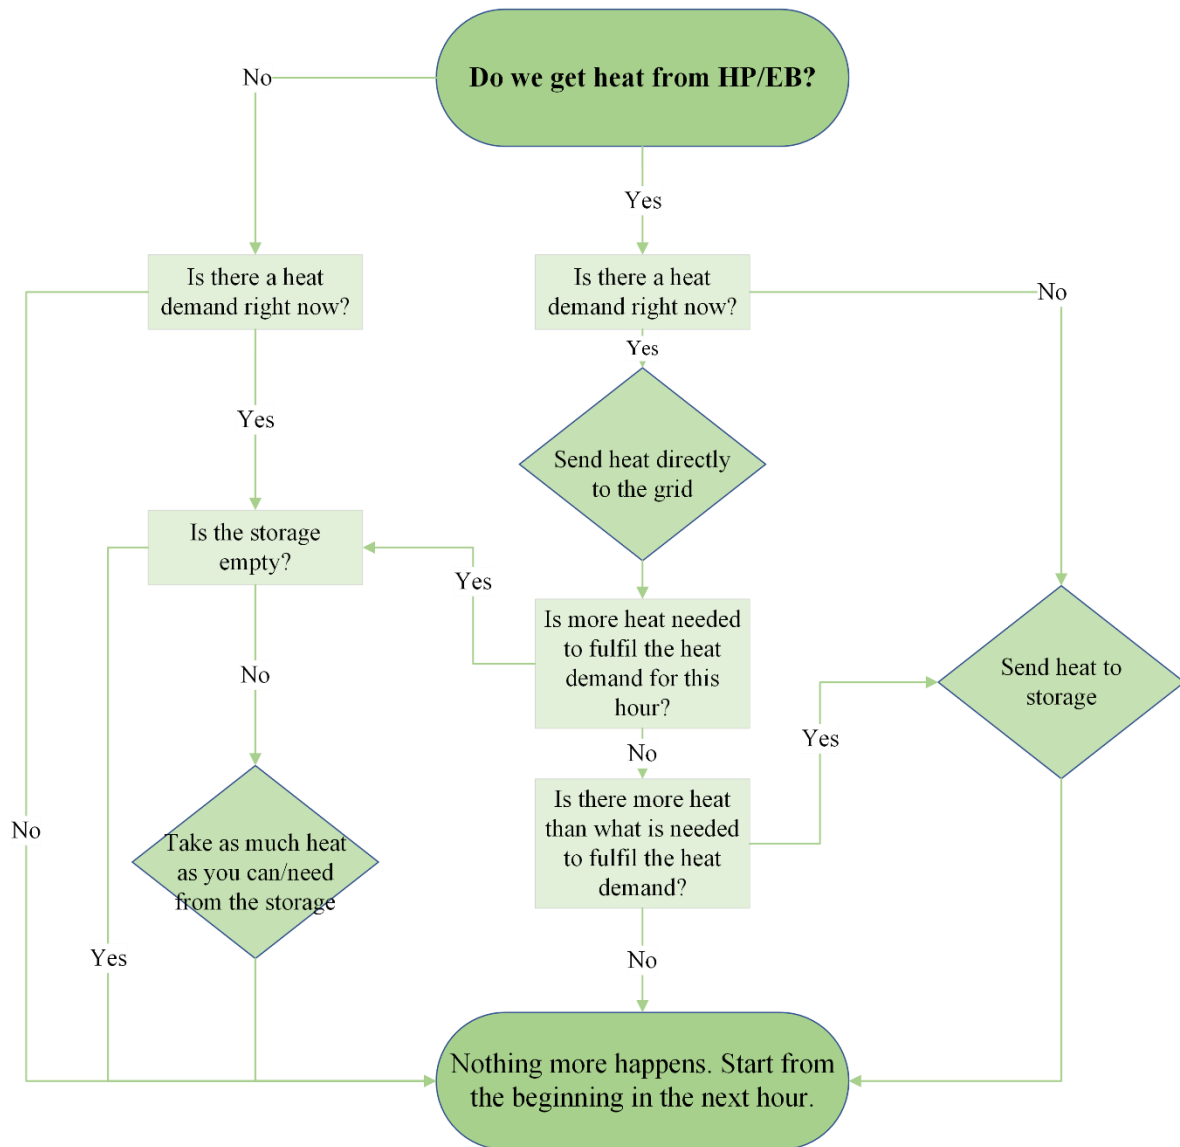 Do we get heat from HP/EB?
No
Yes
Is there a heat
demand right now?
Is there a heat
demand right now?
No
Yes
Yes
Send heat directly
to the grid
Is the storage
empty?
Yes
Is more heat needed
to fulfil the heat
demand for this
hour?
No
Send heat to
storage
Yes
No
Is there more heat
than what is needed
to fulfil the heat
demand?
No
Take as much heat
as you can/need
from the storage
Yes
No
Nothing more happens. Start from
the beginning in the next hour.